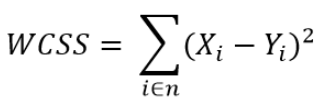 WCSS = ∑_{i∈n} (X_i − Y_i)^2